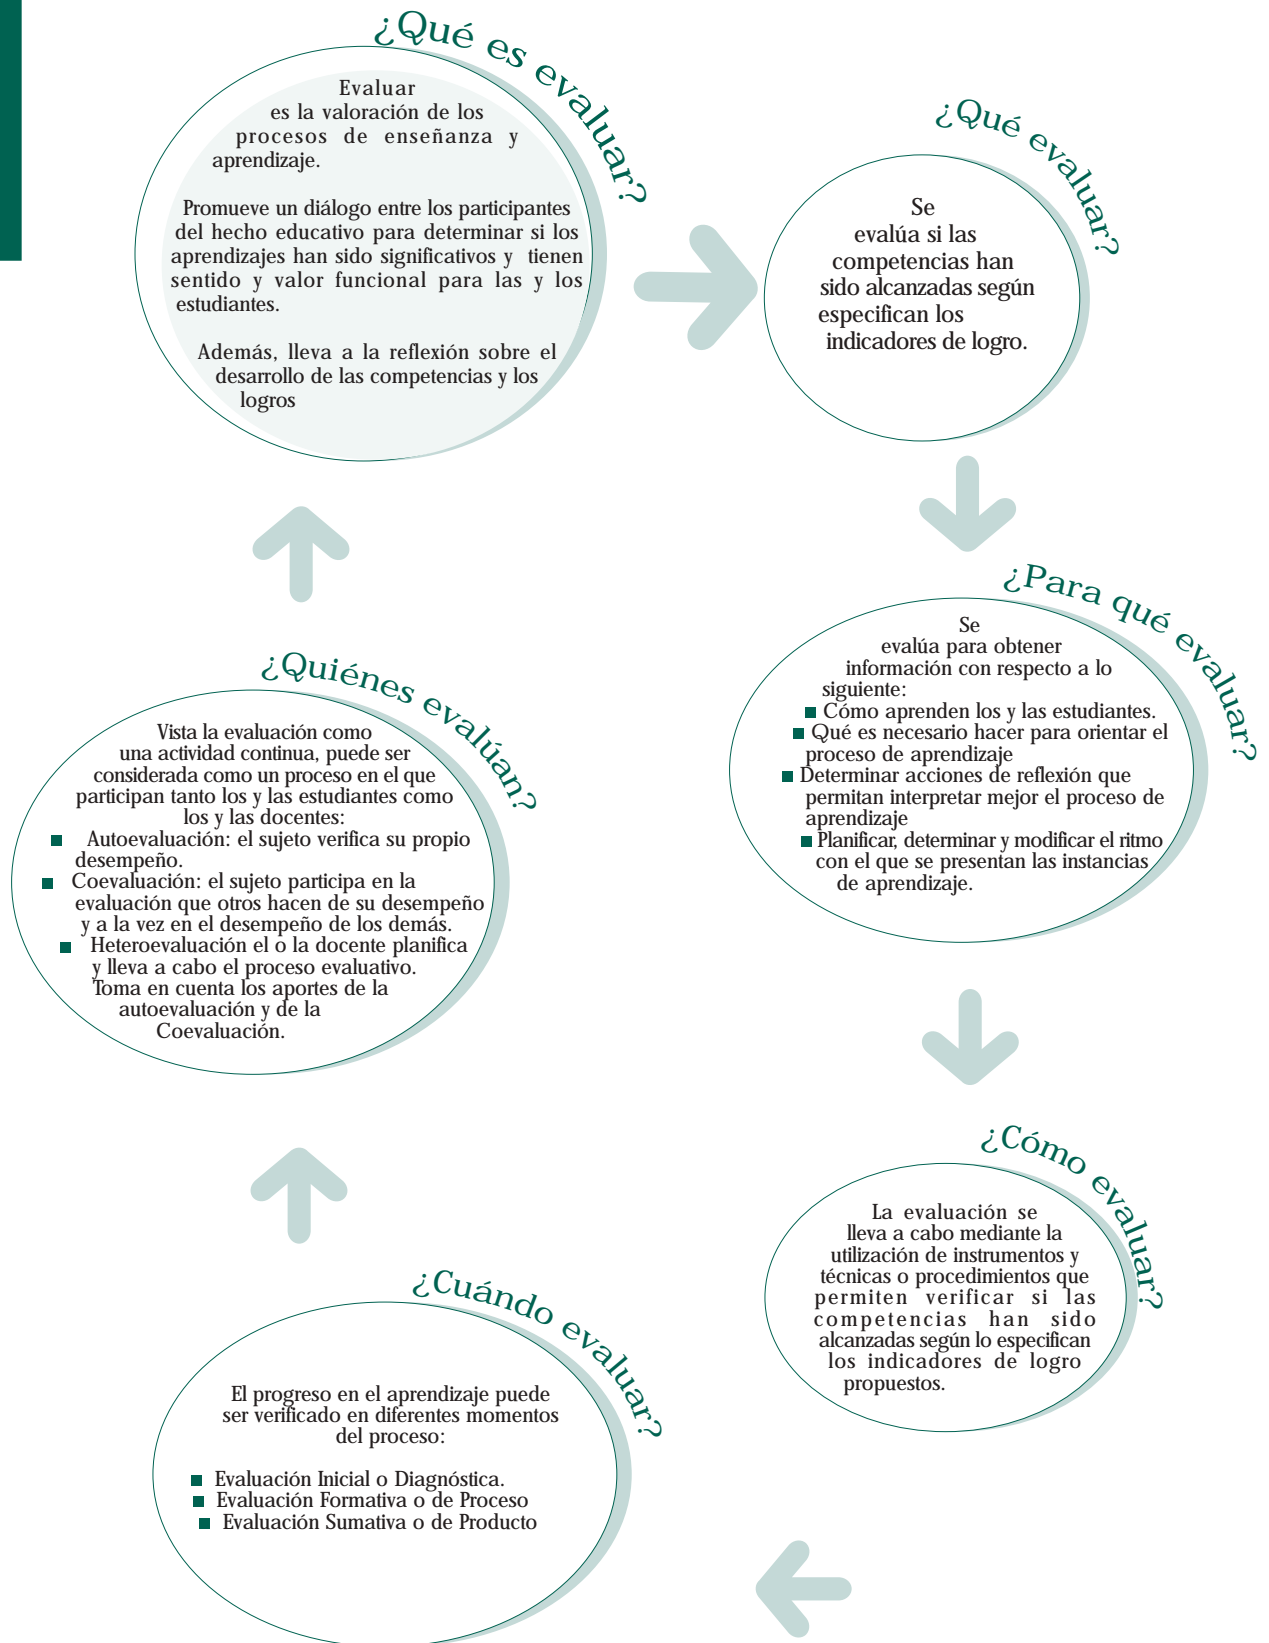 ¿Qué es evaluar?
Evaluar
es la valoración de los
procesos de enseñanza y
aprendizaje.
Promueve un diálogo entre los participantes
del hecho educativo para determinar si los
aprendizajes han sido significativos y tienen
sentido y valor funcional para las y los
estudiantes.
Además, lleva a la reflexión sobre el
desarrollo de las competencias y los
logros
¿Qué evaluar?
Se
evalúa si las
competencias han
sido alcanzadas según
especifican los
indicadores de logro.
¿Para qué evaluar?
Se
evalúa para obtener
información con respecto a lo
siguiente:
■ Cómo aprenden los y las estudiantes.
■ Qué es necesario hacer para orientar el
proceso de aprendizaje
■ Determinar acciones de reflexión que
permitan interpretar mejor el proceso de
aprendizaje
■ Planificar, determinar y modificar el ritmo
con el que se presentan las instancias
de aprendizaje.
¿Cómo evaluar?
La evaluación se
lleva a cabo mediante la
utilización de instrumentos y
técnicas o procedimientos que
permiten verificar si las
competencias han sido
alcanzadas según lo especifican
los indicadores de logro
propuestos.
¿Cuándo evaluar?
El progreso en el aprendizaje puede
ser verificado en diferentes momentos
del proceso:
■ Evaluación Inicial o Diagnóstica.
■ Evaluación Formativa o de Proceso
■ Evaluación Sumativa o de Producto
¿Quiénes evalúan?
Vista la evaluación como
una actividad continua, puede ser
considerada como un proceso en el que
participan tanto los y las estudiantes como
los y las docentes:
■ Autoevaluación: el sujeto verifica su propio
desempeño.
■ Coevaluación: el sujeto participa en la
evaluación que otros hacen de su desempeño
y a la vez en el desempeño de los demás.
■ Heteroevaluación el o la docente planifica
y lleva a cabo el proceso evaluativo.
Toma en cuenta los aportes de la
autoevaluación y de la
Coevaluación.